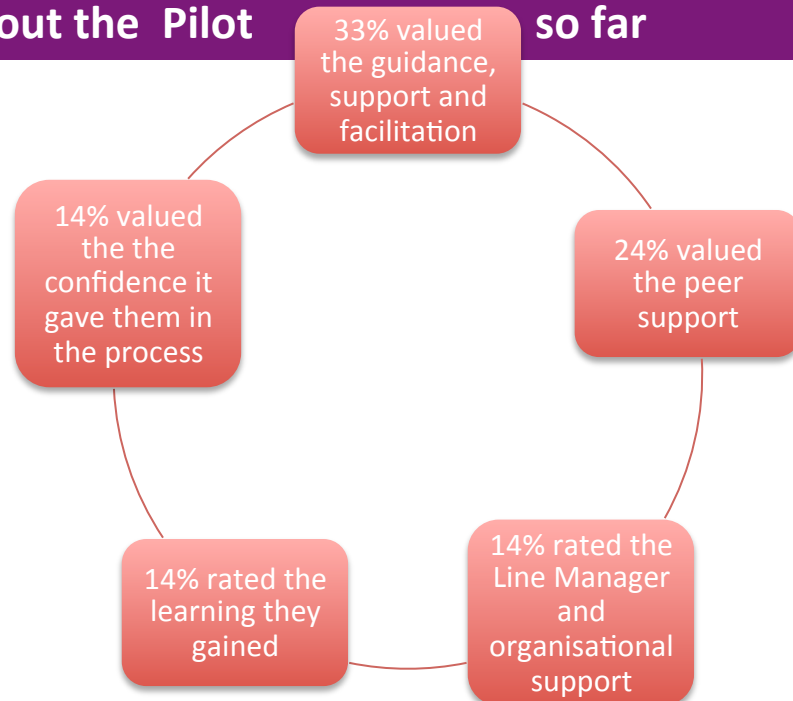 out the Pilot so far
33% valued
the guidance,
support and
facilitation
24% valued
the peer
support
14% rated the
Line Manager
and
organisational
support
14% rated the
learning they
gained
14% valued
the the
confidence it
gave them in
the process